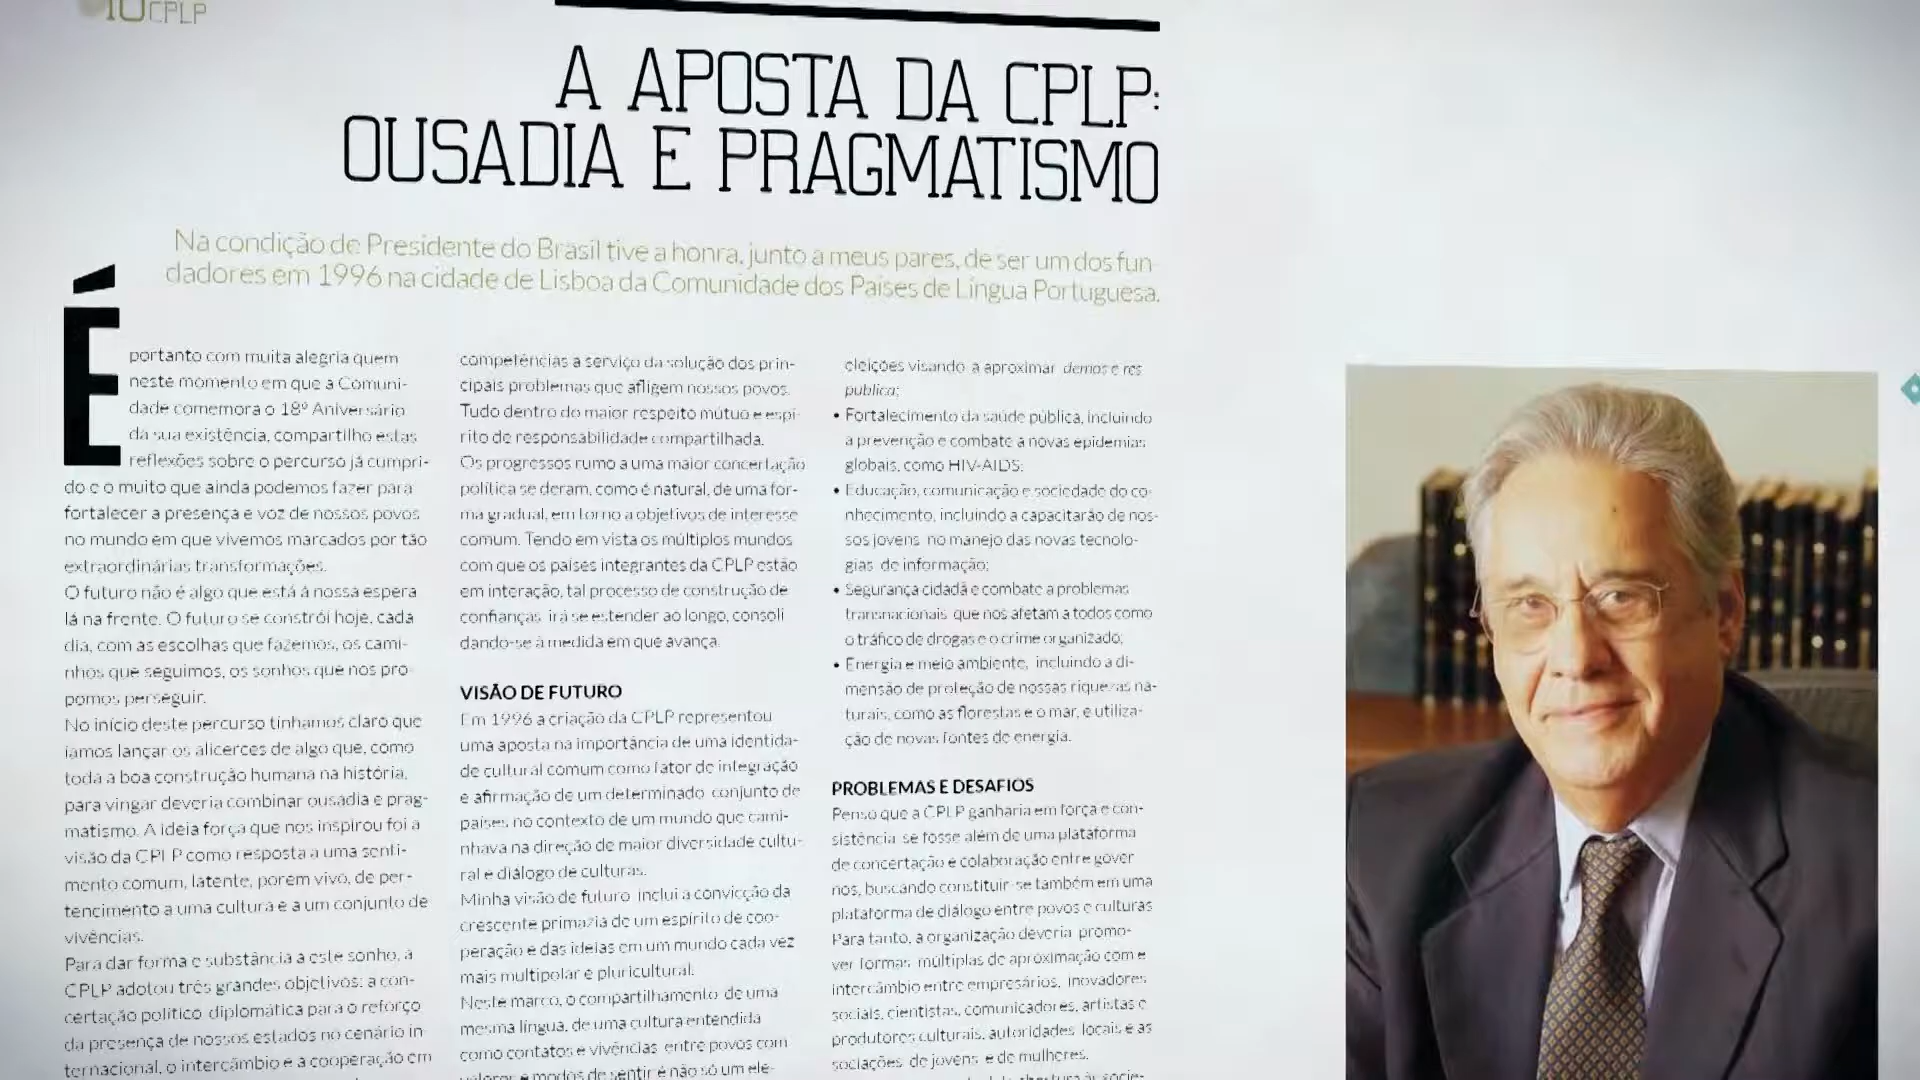 10 CPLP
A APOSTA DA CPLP:
OUSADIA E PRAGMATISMO
Na condição de Presidente do Brasil tive a honra, junto a meus pares, de ser um dos fun-
dadores em 1996 na cidade de Lisboa da Comunidade dos Países de Língua Portuguesa.
É portanto com muita alegria quem
neste momento em que a Comuni-
dade comemora o 18º Aniversário
da sua existência, compartilho estas
reflexões sobre o percurso já cumpri-
do e o muito que ainda podemos fazer para
fortalecer a presença e voz de nossos povos
no mundo em que vivemos marcados por tão
extraordinárias transformações.
O futuro não é algo que está à nossa espera
lá na frente. O futuro se constrói hoje, cada
dia, com as escolhas que fazemos, os cami-
nhos que seguimos, os sonhos que nos pro-
pomos perseguir.
No início deste percurso tínhamos claro que
íamos lançar os alicerces de algo que, como
toda a boa construção humana na história,
para vingar deveria combinar ousadia e prag-
matismo. A ideia força que nos inspirou foi a
visão da CPLP como resposta a uma senti-
mento comum, latente, porem vivo, de per-
tencimento a uma cultura e a um conjunto de
vivências.
Para dar forma e substância a este sonho, a
CPLP adotou três grandes objetivos: a con-
certação político diplomática para o reforço
da presença de nossos estados no cenário in
ternacional, o intercâmbio e a cooperação em
competências a serviço da solução dos prin-
cipais problemas que afligem nossos povos.
Tudo dentro do maior respeito mútuo e espí-
rito de responsabilidade compartilhada.
Os progressos rumo a uma maior concertação
política se deram, como é natural, de uma for-
ma gradual, em torno a objetivos de interesse
comum. Tendo em vista os múltiplos mundos
com que os países integrantes da CPLP estão
em interação, tal processo de construção de
confianças irá se estender ao longo, consoli
dando-se à medida em que avança.
VISÃO DE FUTURO
Em 1996 a criação da CPLP representou
uma aposta na importância de uma identida-
de cultural comum como fator de integração
e afirmação de um determinado conjunto de
países, no contexto de um mundo que cami-
nhava na direção de maior diversidade cultu-
ral e diálogo de culturas.
Minha visão de futuro inclui a convicção da
crescente primazia de um espírito de coo-
peração e das ideias em um mundo cada vez
mais multipolar e pluricultural.
Neste marco, o compartilhamento de uma
mesma língua, de uma cultura entendida
como contatos e vivências entre povos com
valores e modos de sentir é não só um ele-
eleições visando a aproximar demos e res
publica;
• Fortalecimento da saúde pública, incluindo
a prevenção e combate a novas epidemias
globais, como HIV-AIDS;
• Educação, comunicação e sociedade do co-
nhecimento, incluindo a capacitarão de nos-
sos jovens no manejo das novas tecnolo-
gias de informação;
• Segurança cidadã e combate a problemas
transnacionais que nos afetam a todos como
o tráfico de drogas e o crime organizado;
• Energia e meio ambiente, incluindo a di-
mensão de proteção de nossas riquezas na-
turais, como as florestas e o mar, e utiliza-
ção de novas fontes de energia.
PROBLEMAS E DESAFIOS
Penso que a CPLP ganharia em força e con-
sistência se fosse além de uma plataforma
de concertação e colaboração entre gover
nos, buscando constituir-se também em uma
plataforma de diálogo entre povos e culturas
Para tanto, a organização deveria promo-
ver formas múltiplas de aproximação com e
intercâmbio entre empresários, inovadores
sociais, cientistas, comunicadores, artistas e
produtores culturais, autoridades locais e as
sociações de jovens e de mulheres.